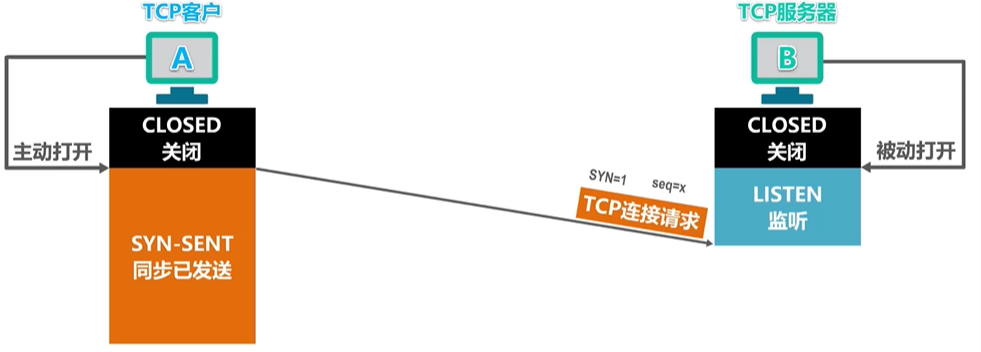 TCP客户
TCP服务器
A
B
CLOSED
关闭
CLOSED
关闭
主动打开
被动打开
SYN=1 seq=x
TCP连接请求
LISTEN
监听
SYN-SENT
同步已发送